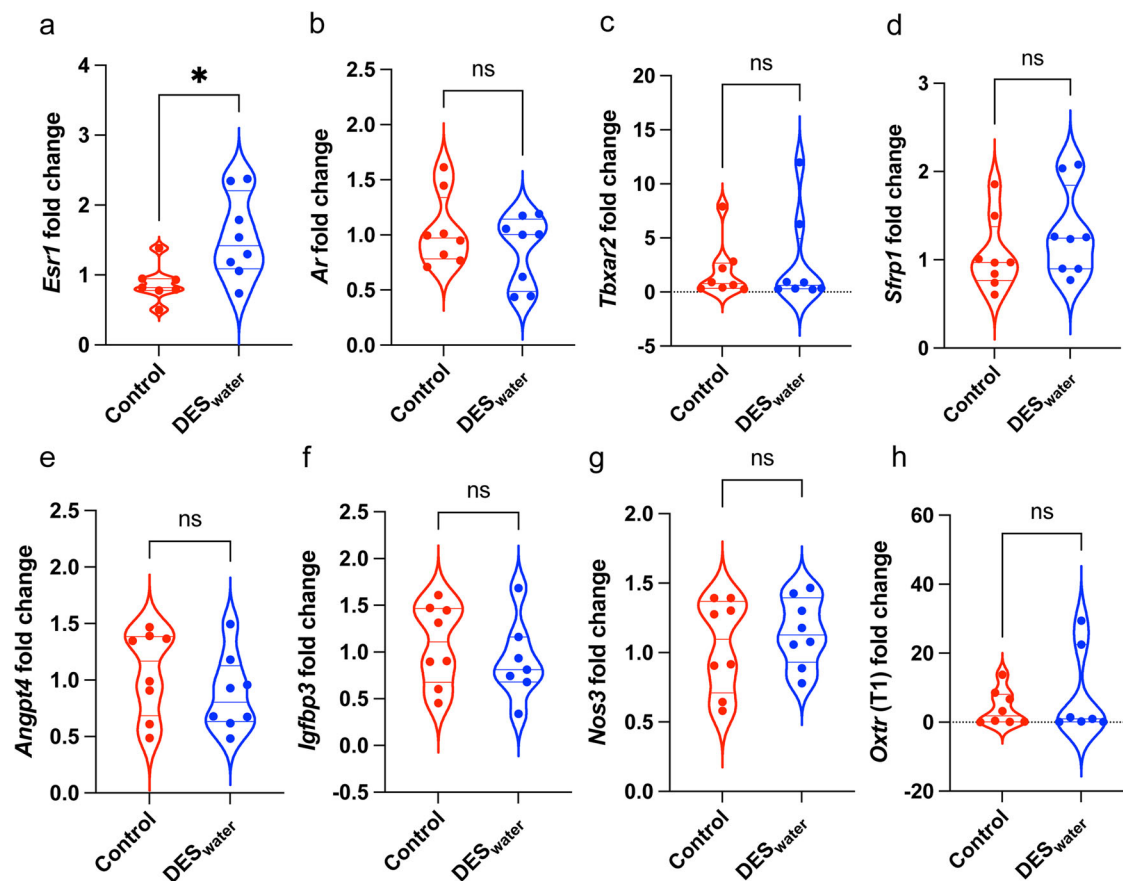 a
Esr1 fold change
4
3
2
1
0
*
Control
DESwater
b
Ar fold change
2.5
2.0
1.5
1.0
0.5
0.0
ns
Control
DESwater
c
Tbxar2 fold change
20
15
10
5
0
-5
ns
Control
DESwater
d
Sfrp1 fold change
3
2
1
0
ns
Control
DESwater
e
Angpt4 fold change
2.5
2.0
1.5
1.0
0.5
0.0
ns
Control
DESwater
f
Igfbp3 fold change
2.5
2.0
1.5
1.0
0.5
0.0
-0.5
ns
Control
DESwater
g
Nos3 fold change
2.0
1.5
1.0
0.5
0.0
ns
Control
DESwater
h
Oxtr (T1) fold change
60
40
20
0
-20
ns
Control
DESwater